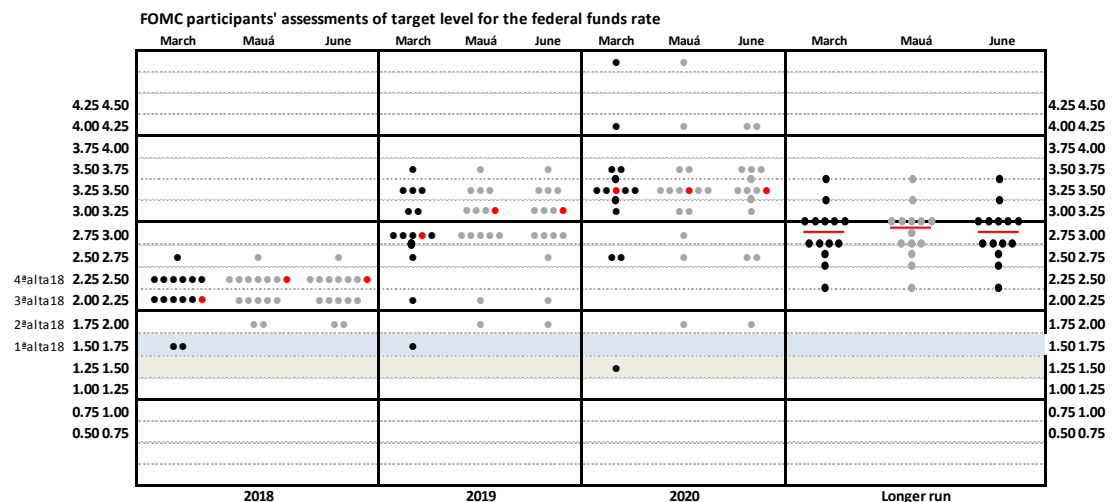 FOMC participants' assessments of target level for the federal funds rate
March Mauá June March Mauá June March Mauá June March Mauá June
4.25 4.50 4.25 4.50
4.00 4.25 4.00 4.25
3.75 4.00 3.75 4.00
3.50 3.75 3.50 3.75
3.25 3.50 3.25 3.50
3.00 3.25 3.00 3.25
2.75 3.00 2.75 3.00
2.50 2.75 2.50 2.75
4ªalta18 2.25 2.50 2.25 2.50
3ªalta18 2.00 2.25 2.00 2.25
2ªalta18 1.75 2.00 1.75 2.00
1ªalta18 1.50 1.75 1.50 1.75
1.25 1.50 1.25 1.50
1.00 1.25 1.00 1.25
0.75 1.00 0.75 1.00
0.50 0.75 0.50 0.75
2018 2019 2020 Longer run